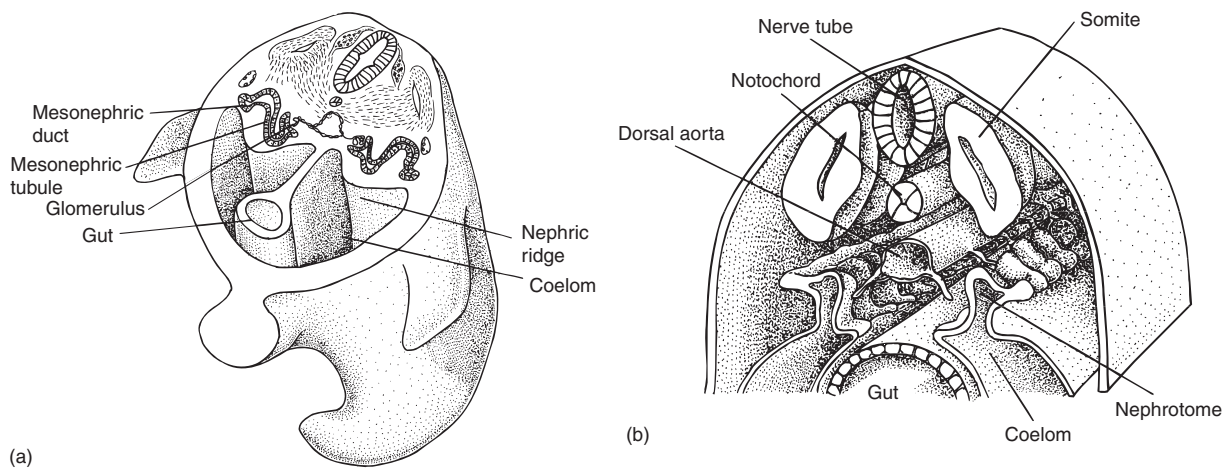 Mesonephric
duct
Mesonephric
tubule
Glomerulus
Gut
Nephric
ridge
Coelom
(a)
Nerve tube
Somite
Notochord
Dorsal aorta
Gut
Nephrotome
Coelom
(b)